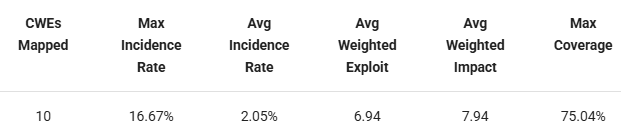 CWEs Mapped
Max Incidence Rate
Avg Incidence Rate
Avg Weighted Exploit
Avg Weighted Impact
Max Coverage
10
16.67%
2.05%
6.94
7.94
75.04%